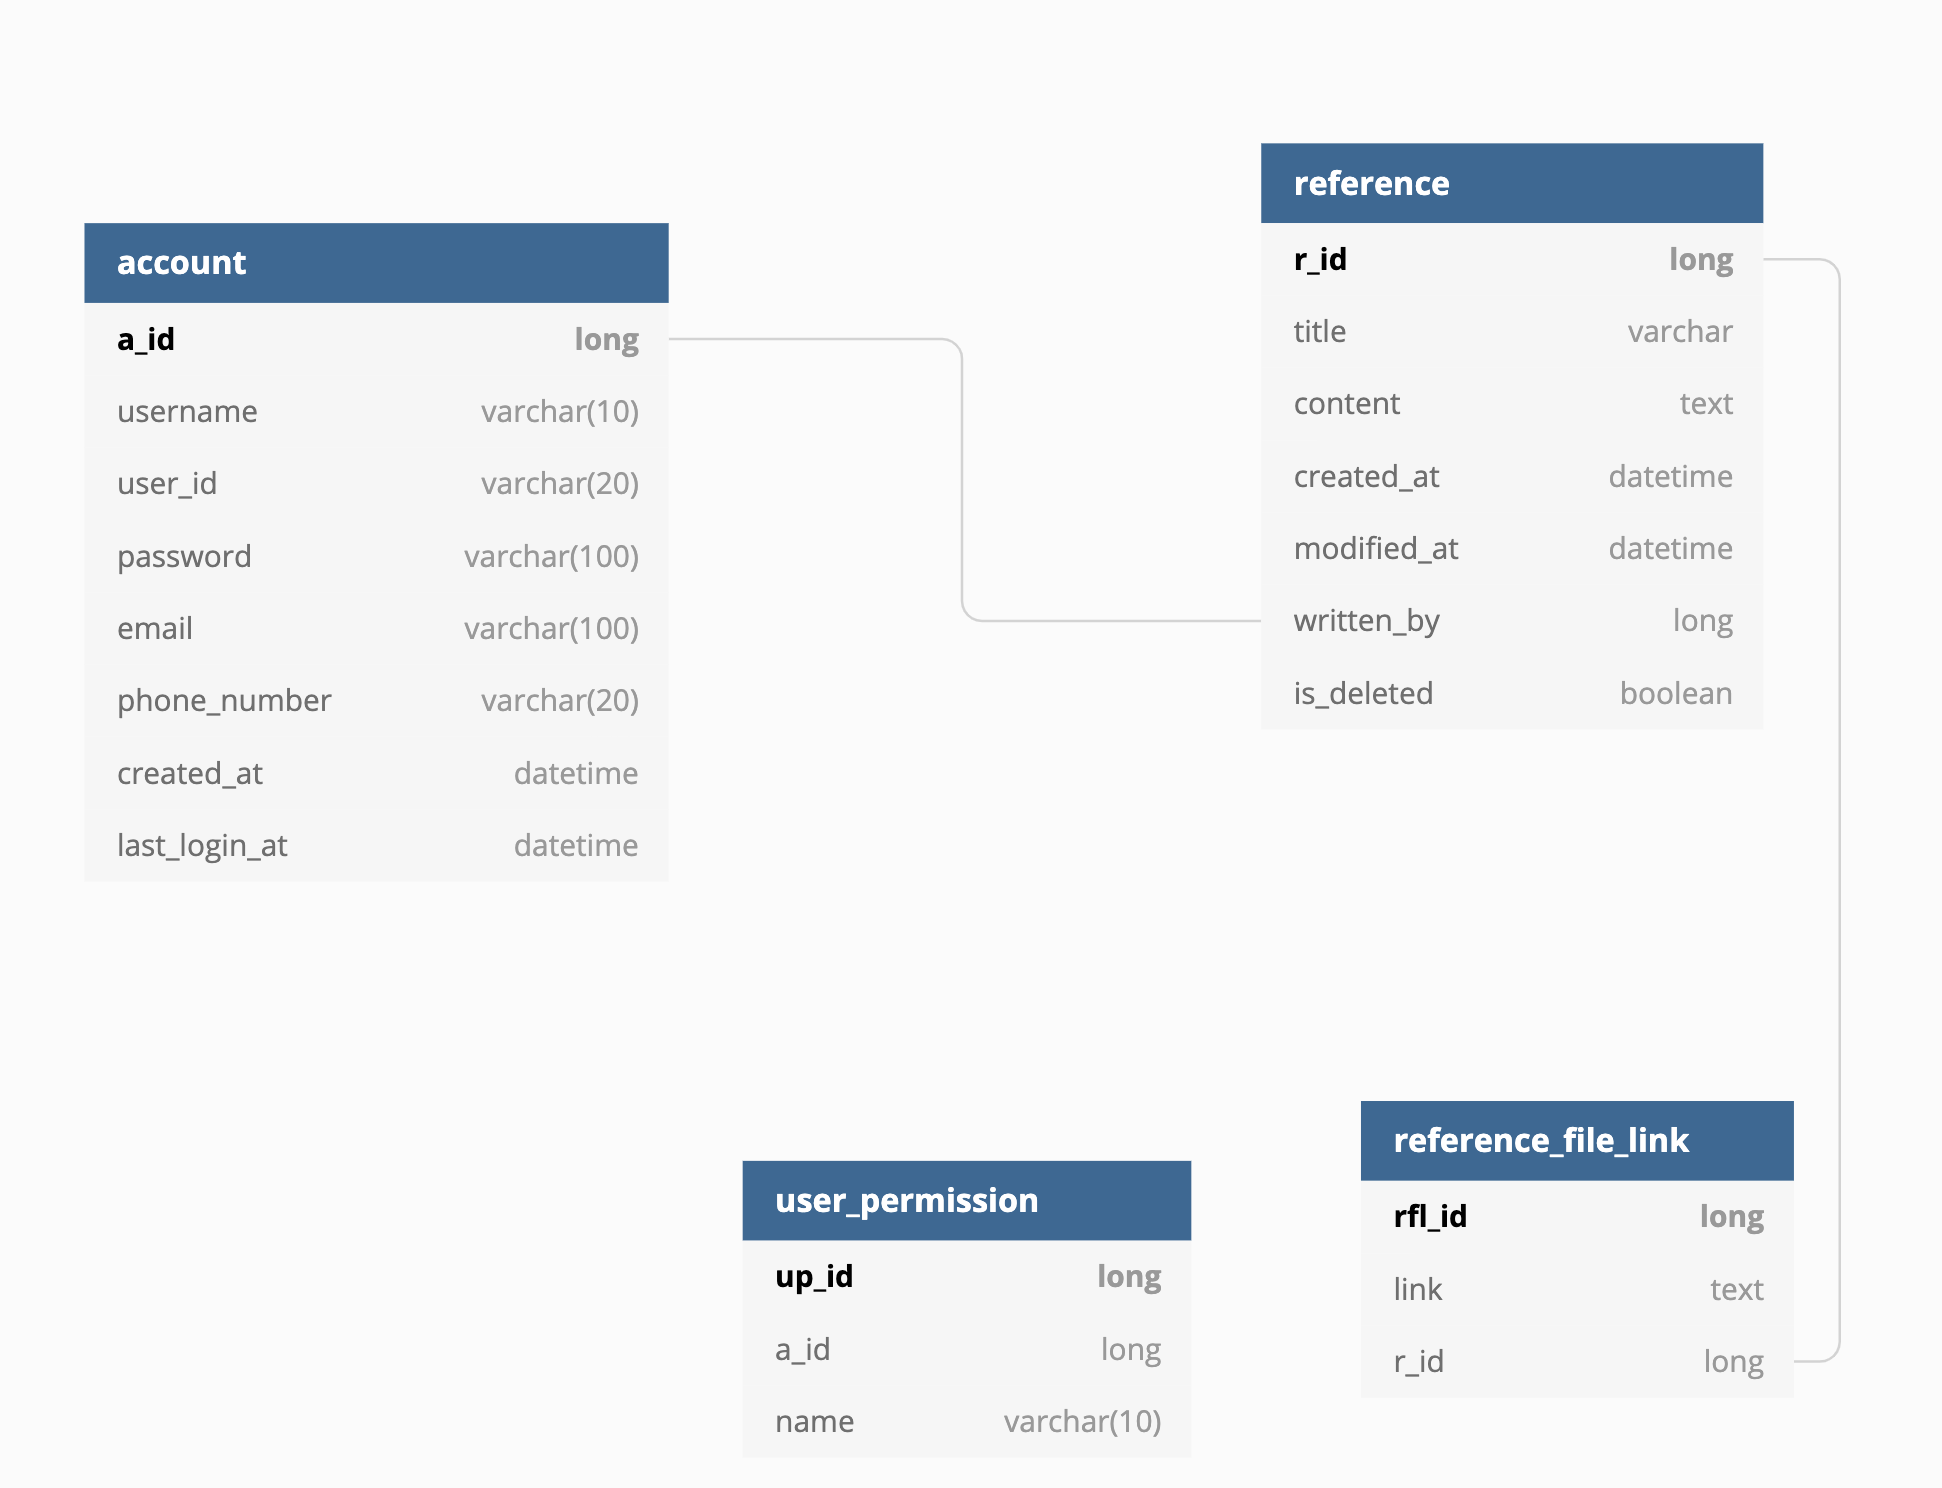 account
a_id long
username varchar(10)
user_id varchar(20)
password varchar(100)
email varchar(100)
phone_number varchar(20)
created_at datetime
last_login_at datetime
reference
r_id long
title varchar
content text
created_at datetime
modified_at datetime
written_by long
is_deleted boolean
user_permission
up_id long
a_id long
name varchar(10)
reference_file_link
rfl_id long
link text
r_id long